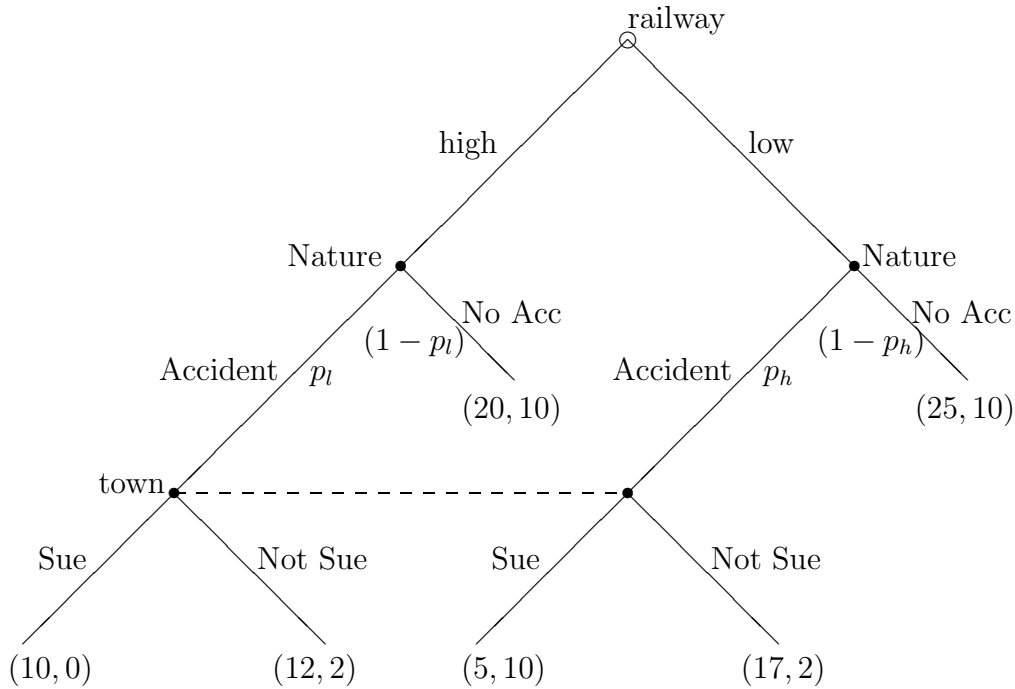 railway
high
low
Nature
Nature
No Acc
No Acc
(1 − p_l)
(1 − p_h)
Accident
p_l
Accident
p_h
(20, 10)
(25, 10)
town
Sue
Not Sue
Sue
Not Sue
(10, 0)
(12, 2)
(5, 10)
(17, 2)